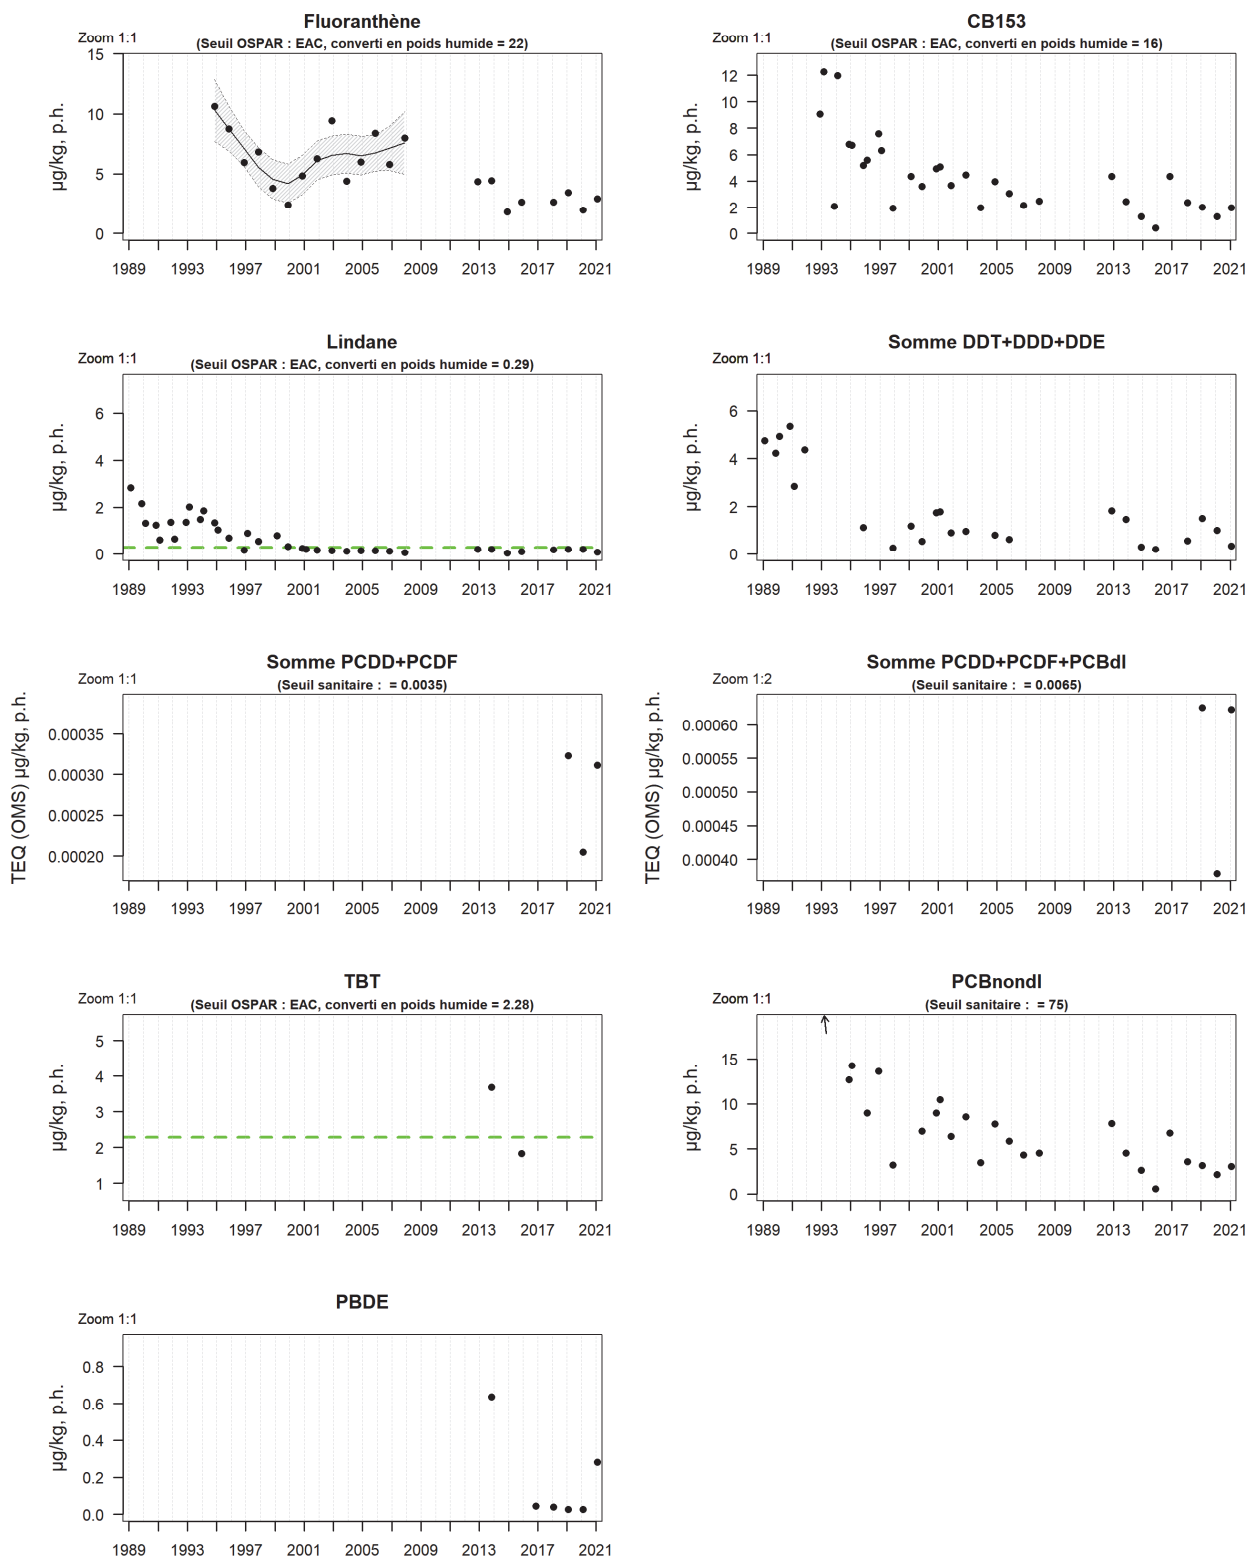 Fluoranthène
Zoom 1:1
(Seuil OSPAR : EAC, converti en poids humide = 22)
µg/kg, p.h.
15
10
5
0
1989 1993 1997 2001 2005 2009 2013 2017 2021
CB153
Zoom 1:1
(Seuil OSPAR : EAC, converti en poids humide = 16)
µg/kg, p.h.
12
10
8
6
4
2
0
1989 1993 1997 2001 2005 2009 2013 2017 2021
Lindane
Zoom 1:1
(Seuil OSPAR : EAC, converti en poids humide = 0.29)
µg/kg, p.h.
6
4
2
0
1989 1993 1997 2001 2005 2009 2013 2017 2021
Somme DDT+DDD+DDE
Zoom 1:1
µg/kg, p.h.
6
4
2
0
1989 1993 1997 2001 2005 2009 2013 2017 2021
Somme PCDD+PCDF
Zoom 1:1
(Seuil sanitaire : = 0.0035)
TEQ (OMS) µg/kg, p.h.
0.00035
0.00030
0.00025
0.00020
1989 1993 1997 2001 2005 2009 2013 2017 2021
Somme PCDD+PCDF+PCBdl
Zoom 1:2
(Seuil sanitaire : = 0.0065)
TEQ (OMS) µg/kg, p.h.
0.00060
0.00055
0.00050
0.00045
0.00040
1989 1993 1997 2001 2005 2009 2013 2017 2021
TBT
Zoom 1:1
(Seuil OSPAR : EAC, converti en poids humide = 2.28)
µg/kg, p.h.
5
4
3
2
1
1989 1993 1997 2001 2005 2009 2013 2017 2021
PCBnondl
Zoom 1:1
(Seuil sanitaire : = 75)
µg/kg, p.h.
15
10
5
0
1989 1993 1997 2001 2005 2009 2013 2017 2021
PBDE
Zoom 1:1
µg/kg, p.h.
0.8
0.6
0.4
0.2
0.0
1989 1993 1997 2001 2005 2009 2013 2017 2021